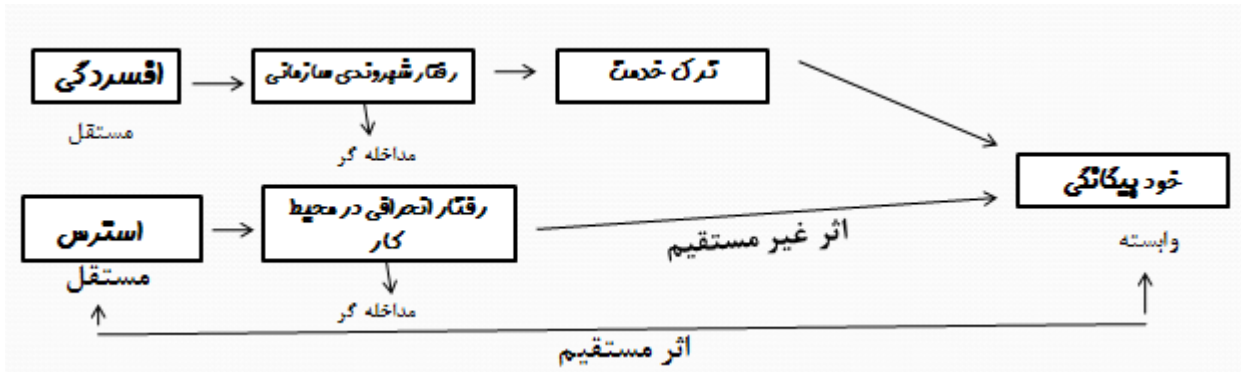 افسردگی
رفتار شهروندی سازمانی
ترک خدمت
مستقل
مداخله گر
خود بیگانگی
استرس
رفتار انحرافی در محیط
کار
اثر غیر مستقیم
وابسته
مستقل
مداخله گر
اثر مستقیم